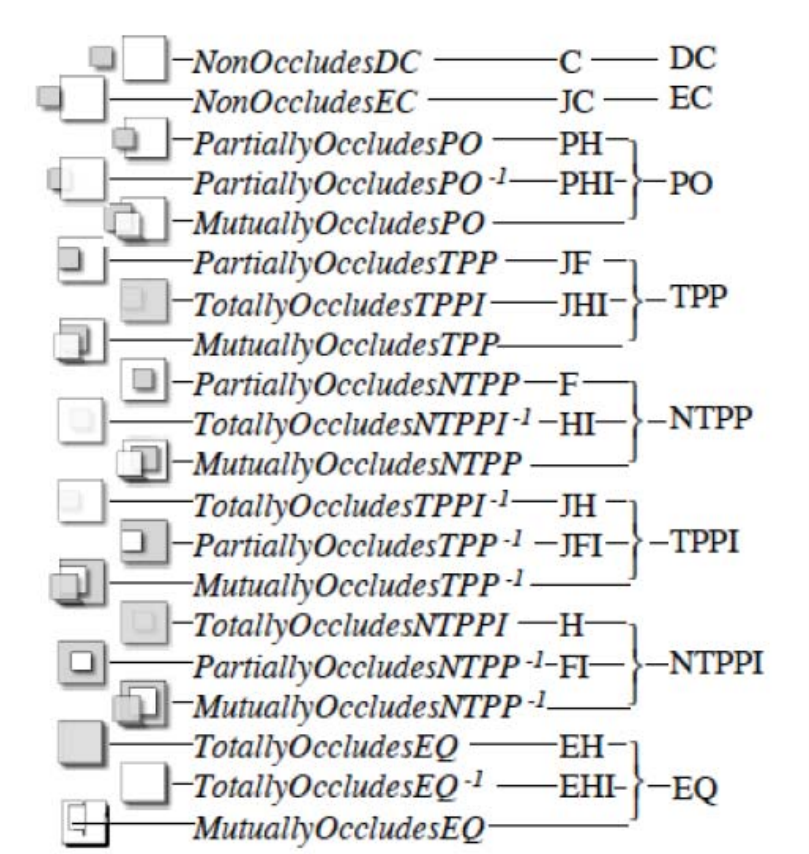 NonOccludesDC C DC
NonOccludesEC JC EC
PartiallyOccludesPO PH
PartiallyOccludesPO -1 PHI PO
MutuallyOccludesPO
PartiallyOccludesTPP JF
TotallyOccludesTPPI JHI TPP
MutuallyOccludesTPP
PartiallyOccludesNTPP F
TotallyOccludesNTPPI -1 HI NTPP
MutuallyOccludesNTPP
TotallyOccludesTPPI -1 JH
PartiallyOccludesTPP -1 JFI TPPI
MutuallyOccludesTPP -1
TotallyOccludesNTPPI H
PartiallyOccludesNTPP -1 FI NTPPI
MutuallyOccludesNTPP -1
TotallyOccludesEQ EH
TotallyOccludesEQ -1 EHI EQ
MutuallyOccludesEQ